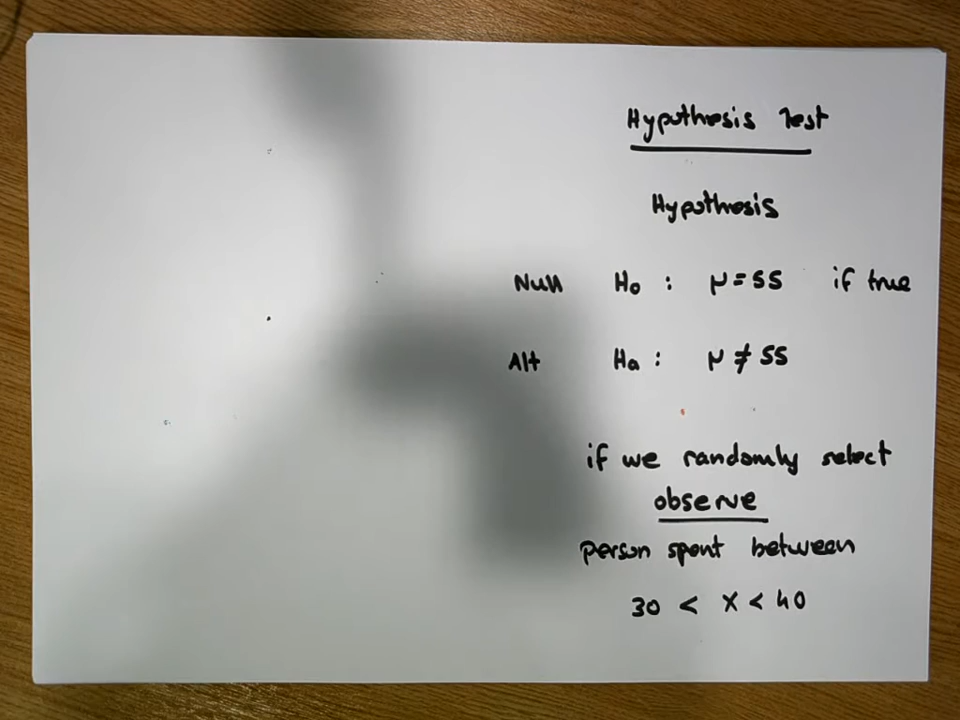 Hypothesis Test
Hypothesis
Null H0 : μ = 55 if true
Alt Ha : μ ≠ 55
if we randomly select
observe
person spent between
30 < x < 40